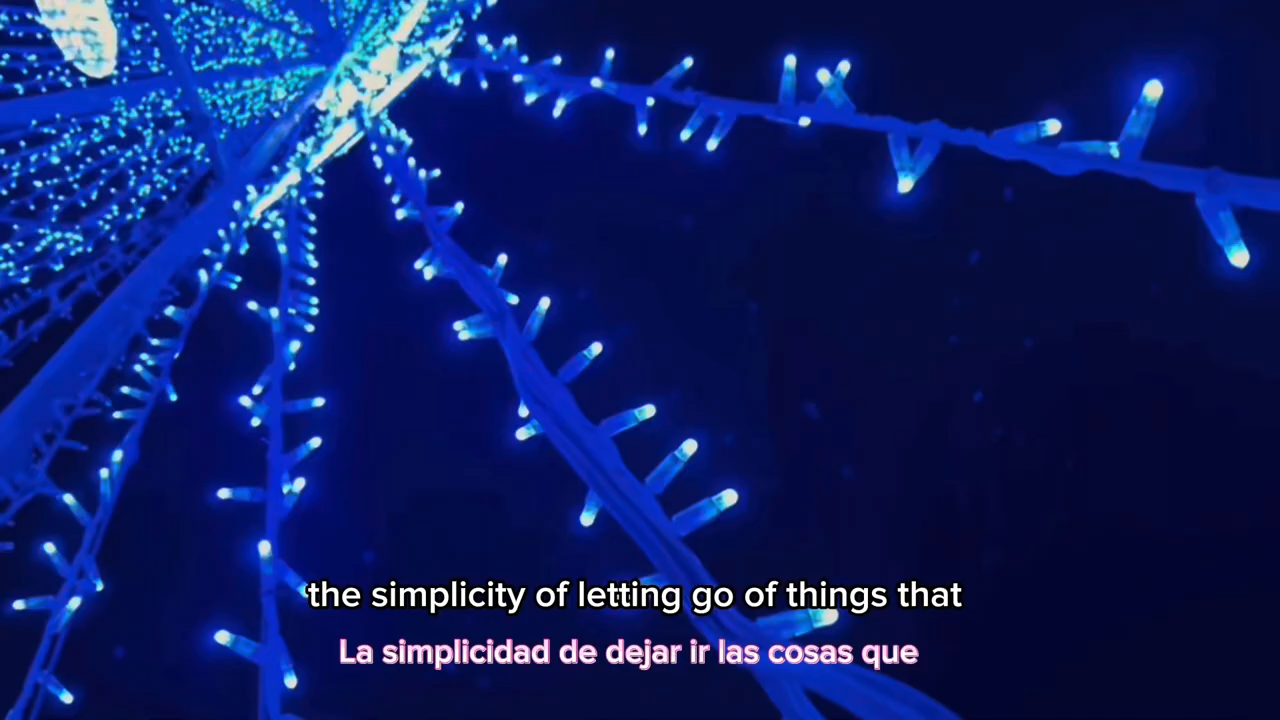 the simplicity of letting go of things that
La simplicidad de dejar ir las cosas que